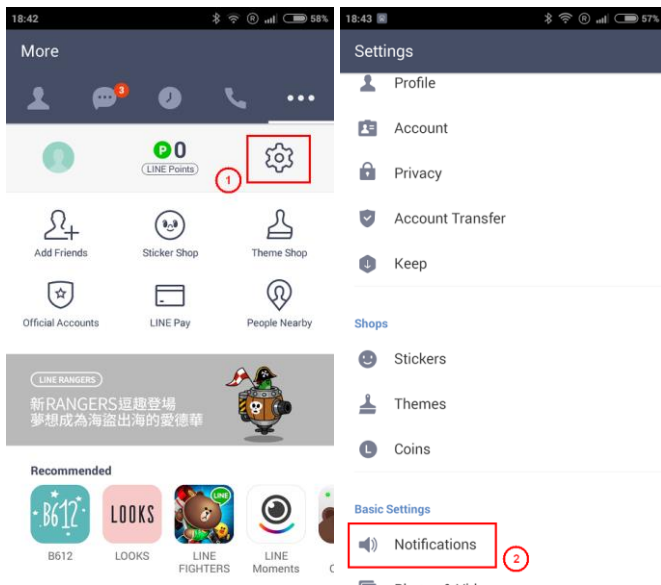 18:42
58%
More
3
P 0
LINE Points
1
Add Friends
Sticker Shop
Theme Shop
Official Accounts
LINE Pay
People Nearby
LINE RANGERS
新RANGERS逗趣登場
夢想成為海盜出海的愛德華
Recommended
B612
LOOKS
LINE
B612
LOOKS
LINE
FIGHTERS
LINE
Moments
18:43
57%
Settings
Profile
Account
Privacy
Account Transfer
Keep
Shops
Stickers
Themes
L
Coins
Basic Settings
Notifications
2